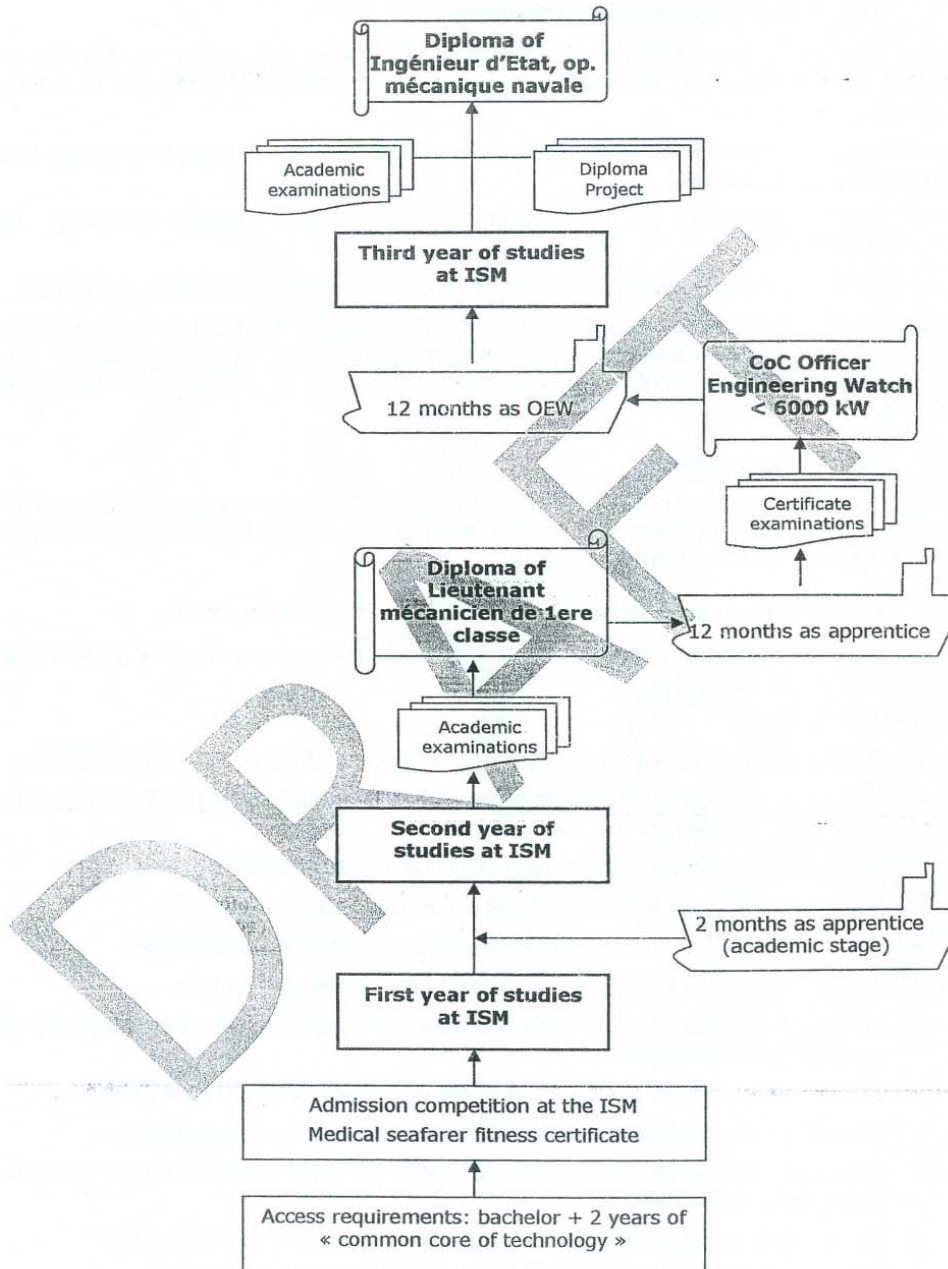 Diploma of
Ingénieur d'Etat, op.
mécanique navale
Academic
examinations
Diploma
Project
Third year of studies
at ISM
12 months as OEW
CoC Officer
Engineering Watch
< 6000 kW
Certificate
examinations
Diploma of
Lieutenant
mécanicien de 1ere
classe
12 months as apprentice
Academic
examinations
Second year of
studies at ISM
2 months as apprentice
(academic stage)
First year of studies
at ISM
Admission competition at the ISM
Medical seafarer fitness certificate
Access requirements: bachelor + 2 years of
« common core of technology »
DRAFT